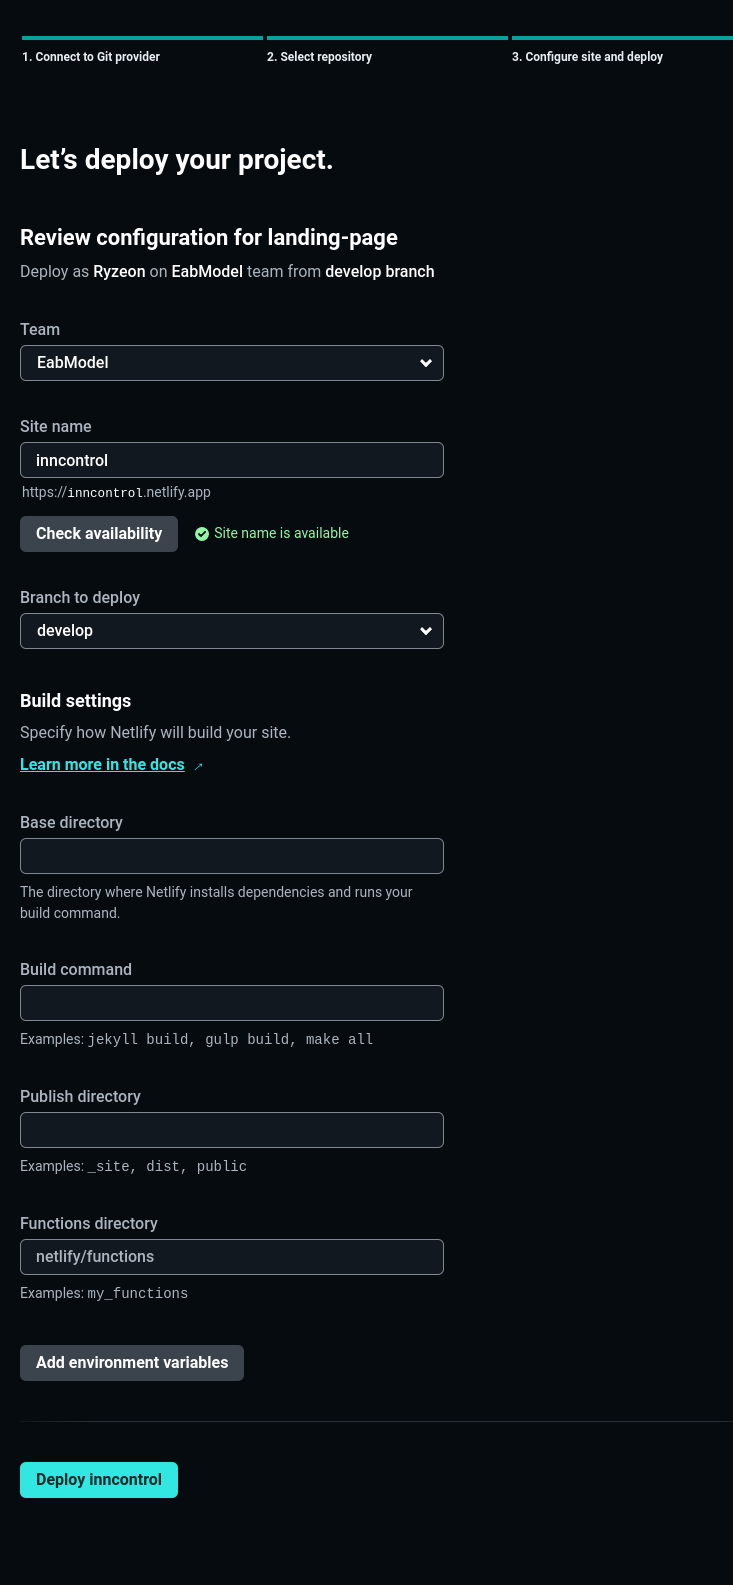 1. Connect to Git provider
2. Select repository
3. Configure site and deploy
Let’s deploy your project.
Review configuration for landing-page
Deploy as Ryzeon on EabModel team from develop branch
Team
EabModel
Site name
inncontrol
https://inncontrol.netlify.app
Check availability
Site name is available
Branch to deploy
develop
Build settings
Specify how Netlify will build your site.
Learn more in the docs
Base directory
The directory where Netlify installs dependencies and runs your
build command.
Build command
Examples: jekyll build, gulp build, make all
Publish directory
Examples: _site, dist, public
Functions directory
netlify/functions
Examples: my_functions
Add environment variables
Deploy inncontrol